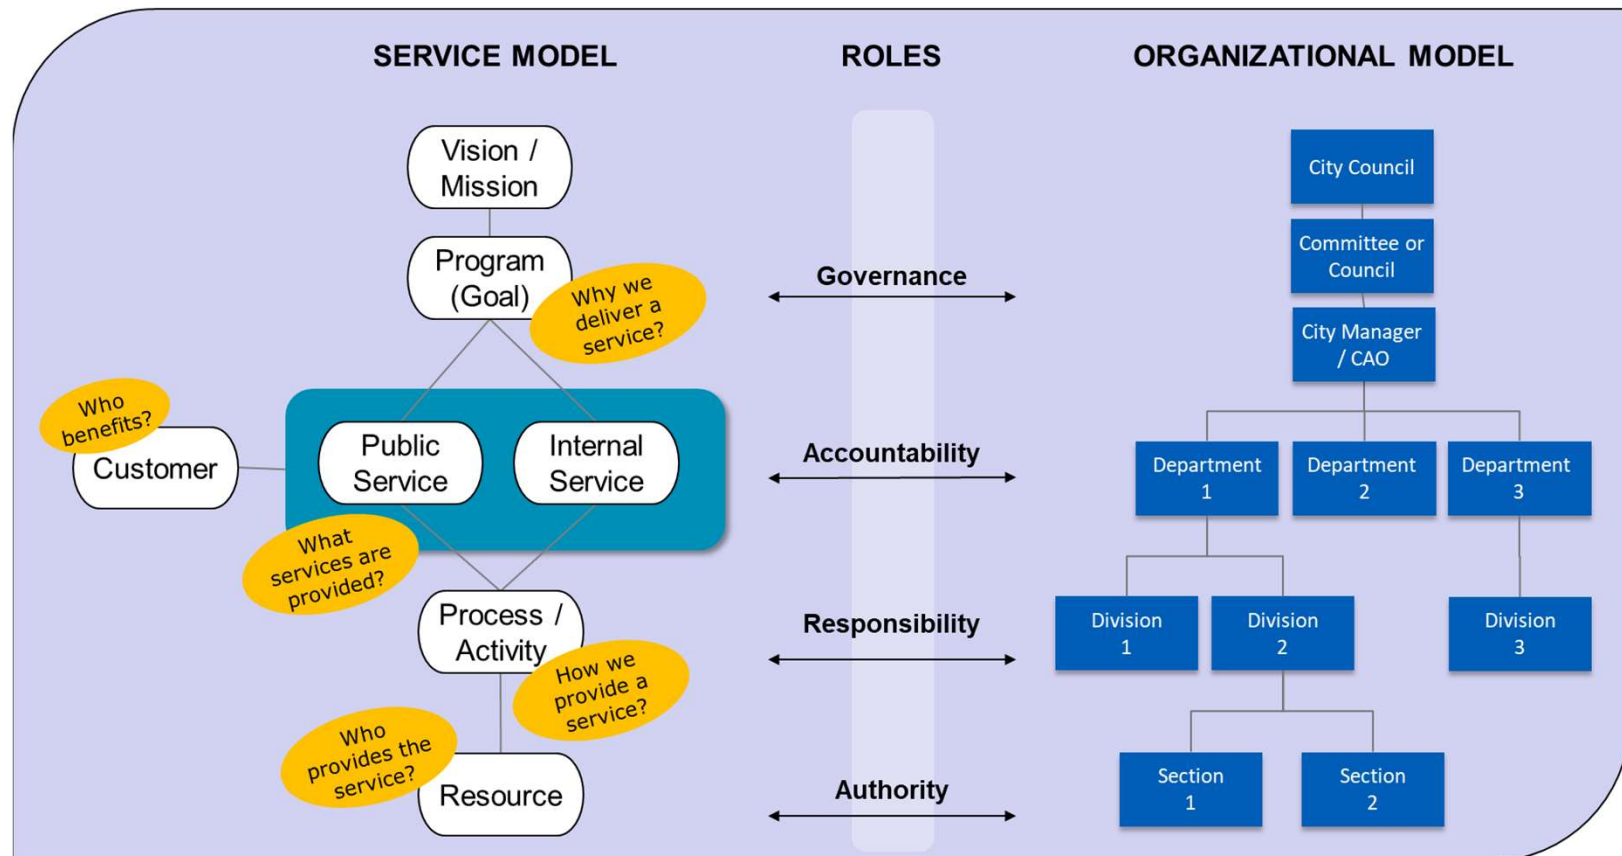 SERVICE MODEL
ROLES
ORGANIZATIONAL MODEL
Vision /
Mission
Program
(Goal)
Why we
deliver a
service?
Who
benefits?
Customer
Public
Service
Internal
Service
What
services are
provided?
Process /
Activity
How we
provide a
service?
Who
provides the
service?
Resource
Governance
Accountability
Responsibility
Authority
City Council
Committee or
Council
City Manager
/ CAO
Department
1
Department
2
Department
3
Division
1
Division
2
Division
3
Section
1
Section
2